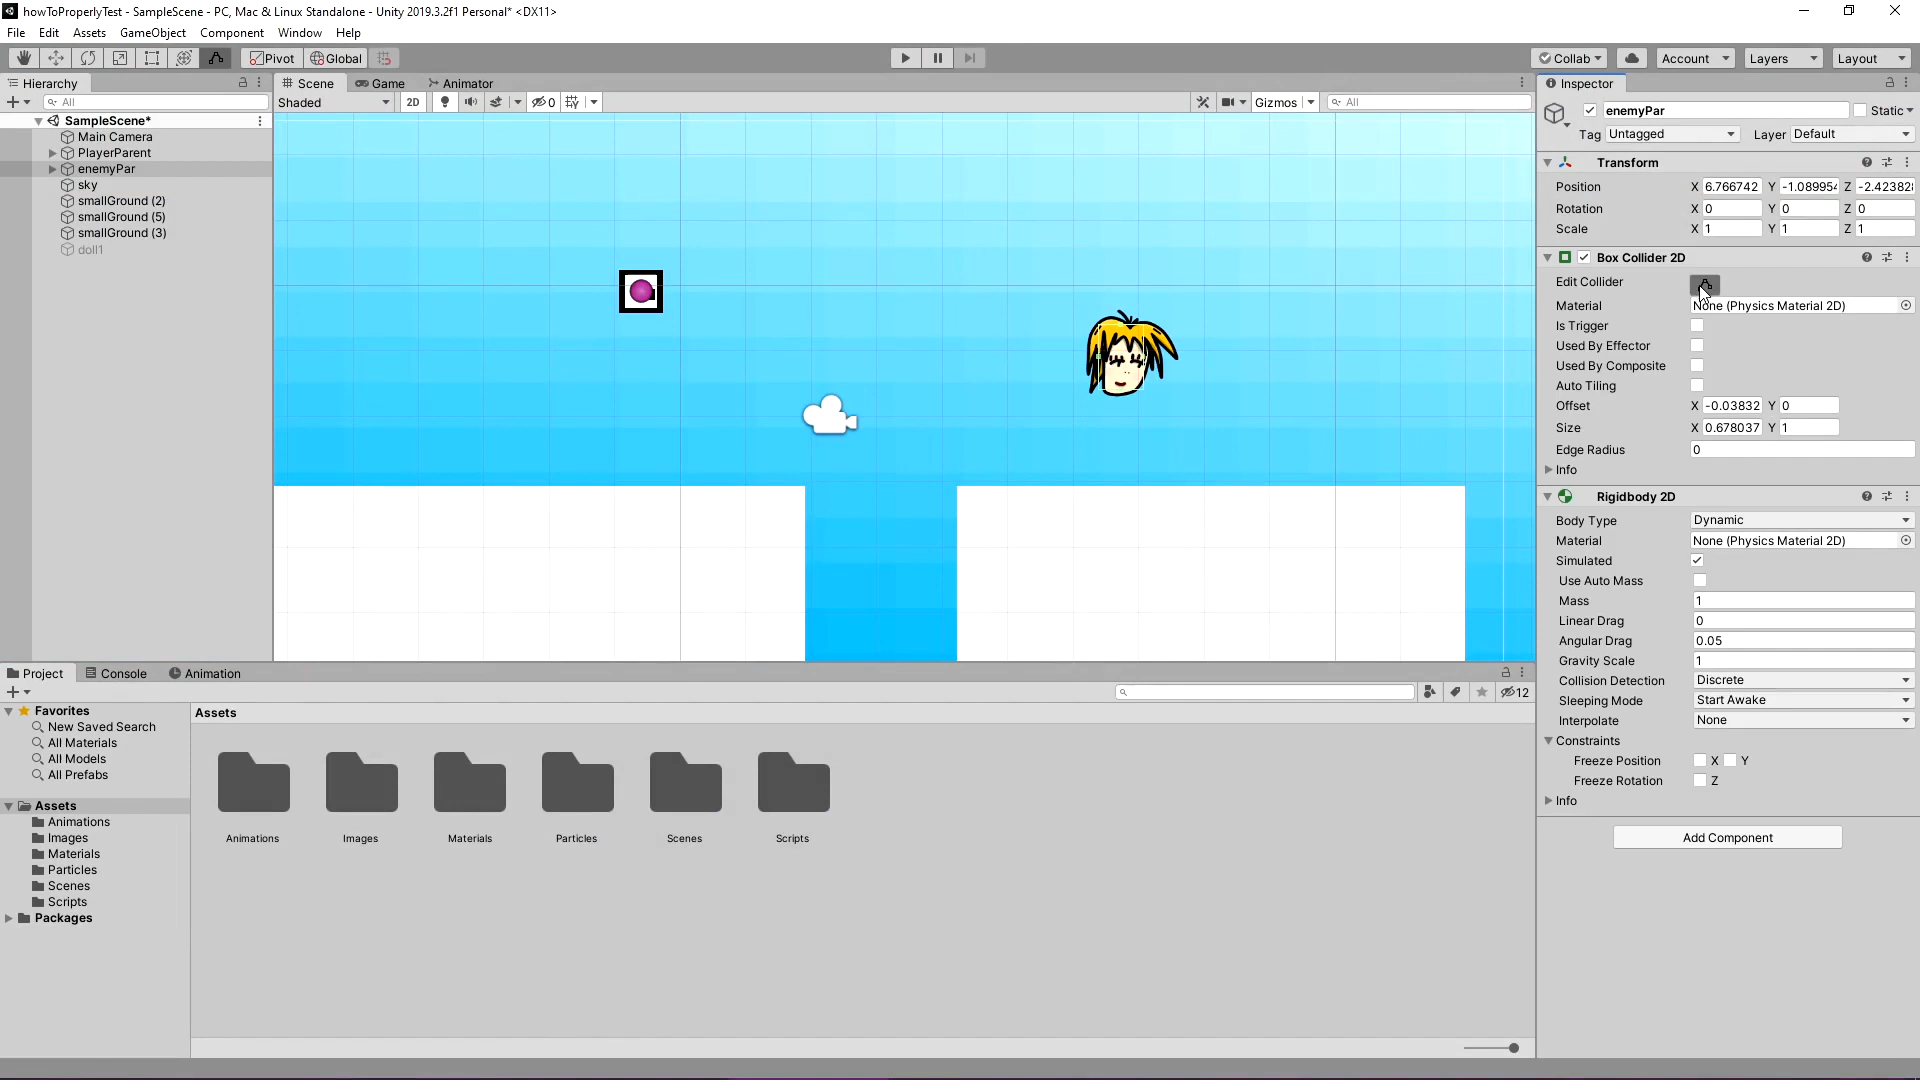 howToProperlyTest - SampleScene - PC, Mac & Linux Standalone - Unity 2019.3.2f1 Personal* <DX11>
File Edit Assets GameObject Component Window Help
Pivot Global Collab Account Layers Layout
Hierarchy
All
SampleScene*
Main Camera
PlayerParent
enemyPar
sky
smallGround (2)
smallGround (5)
smallGround (3)
doll1
Scene Game Animator
Shaded 2D 0 Gizmos All
Inspector
enemyPar Static
Tag Untagged Layer Default
Transform
Position X 6.766742 Y -1.089954 Z -2.423828
Rotation X 0 Y 0 Z 0
Scale X 1 Y 1 Z 1
Box Collider 2D
Edit Collider
Material None (Physics Material 2D)
Is Trigger
Used By Effector
Used By Composite
Auto Tiling
Offset X -0.03832 Y 0
Size X 0.678037 Y 1
Edge Radius 0
Info
Rigidbody 2D
Body Type Dynamic
Material None (Physics Material 2D)
Simulated
Use Auto Mass
Mass 1
Linear Drag 0
Angular Drag 0.05
Gravity Scale 1
Collision Detection Discrete
Sleeping Mode Start Awake
Interpolate None
Constraints
Freeze Position X Y
Freeze Rotation Z
Info
Add Component
Project Console Animation
12
Favorites
New Saved Search
All Materials
All Models
All Prefabs
Assets
Animations
Images
Materials
Particles
Scenes
Scripts
Packages
Assets
Animations Images Materials Particles Scenes Scripts